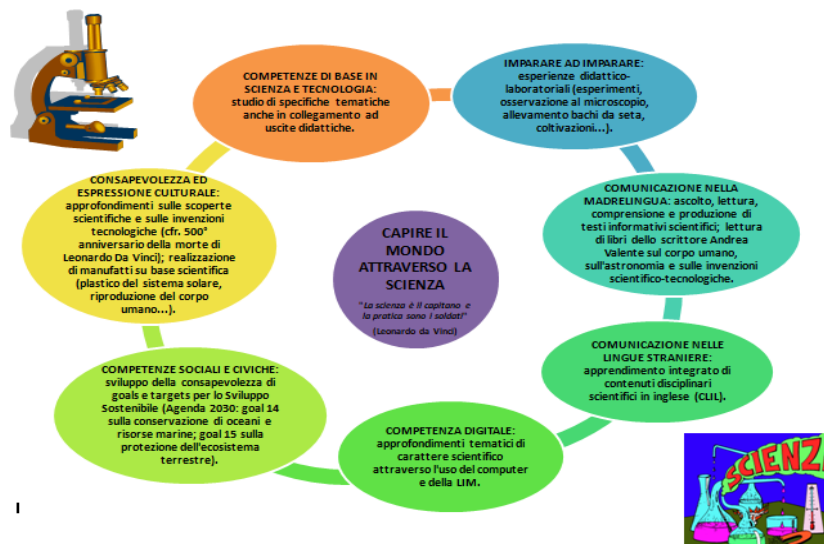 COMPETENZE DI BASE IN
SCIENZA E TECNOLOGIA:
studio di specifiche tematiche
anche in collegamento ad
uscite didattiche.
IMPARARE AD IMPARARE:
esperienze didattico-
laboratoriali (esperimenti,
osservazione al microscopio,
allevamento bachi da seta,
coltivazioni...).
COMUNICAZIONE NELLA
MADRELINGUA: ascolto, lettura,
comprensione e produzione di
testi informativi scientifici; lettura
di libri dello scrittore Andrea
Valente sul corpo umano,
sull'astronomia e sulle invenzioni
scientifico-tecnologiche.
COMUNICAZIONE NELLE
LINGUE STRANIERE:
apprendimento integrato di
contenuti disciplinari
scientifici in inglese (CLIL).
COMPETENZA DIGITALE:
approfondimenti tematici di
carattere scientifico
attraverso l'uso del computer
e della LIM.
COMPETENZE SOCIALI E CIVICHE:
sviluppo della consapevolezza di
goals e targets per lo Sviluppo
Sostenibile (Agenda 2030: goal 14
sulla conservazione di oceani e
risorse marine; goal 15 sulla
protezione dell'ecosistema
terrestre).
CONSAPEVOLEZZA ED
ESPRESSIONE CULTURALE:
approfondimenti sulle scoperte
scientifiche e sulle invenzioni
tecnologiche (cfr. 500°
anniversario della morte di
Leonardo Da Vinci); realizzazione
di manufatti su base scientifica
(plastico del sistema solare,
riproduzione del corpo
umano...).
CAPIRE IL
MONDO
ATTRAVERSO LA
SCIENZA
"La scienza è il capitano e
la pratica sono i soldati"
(Leonardo da Vinci)
SCIENZ
I